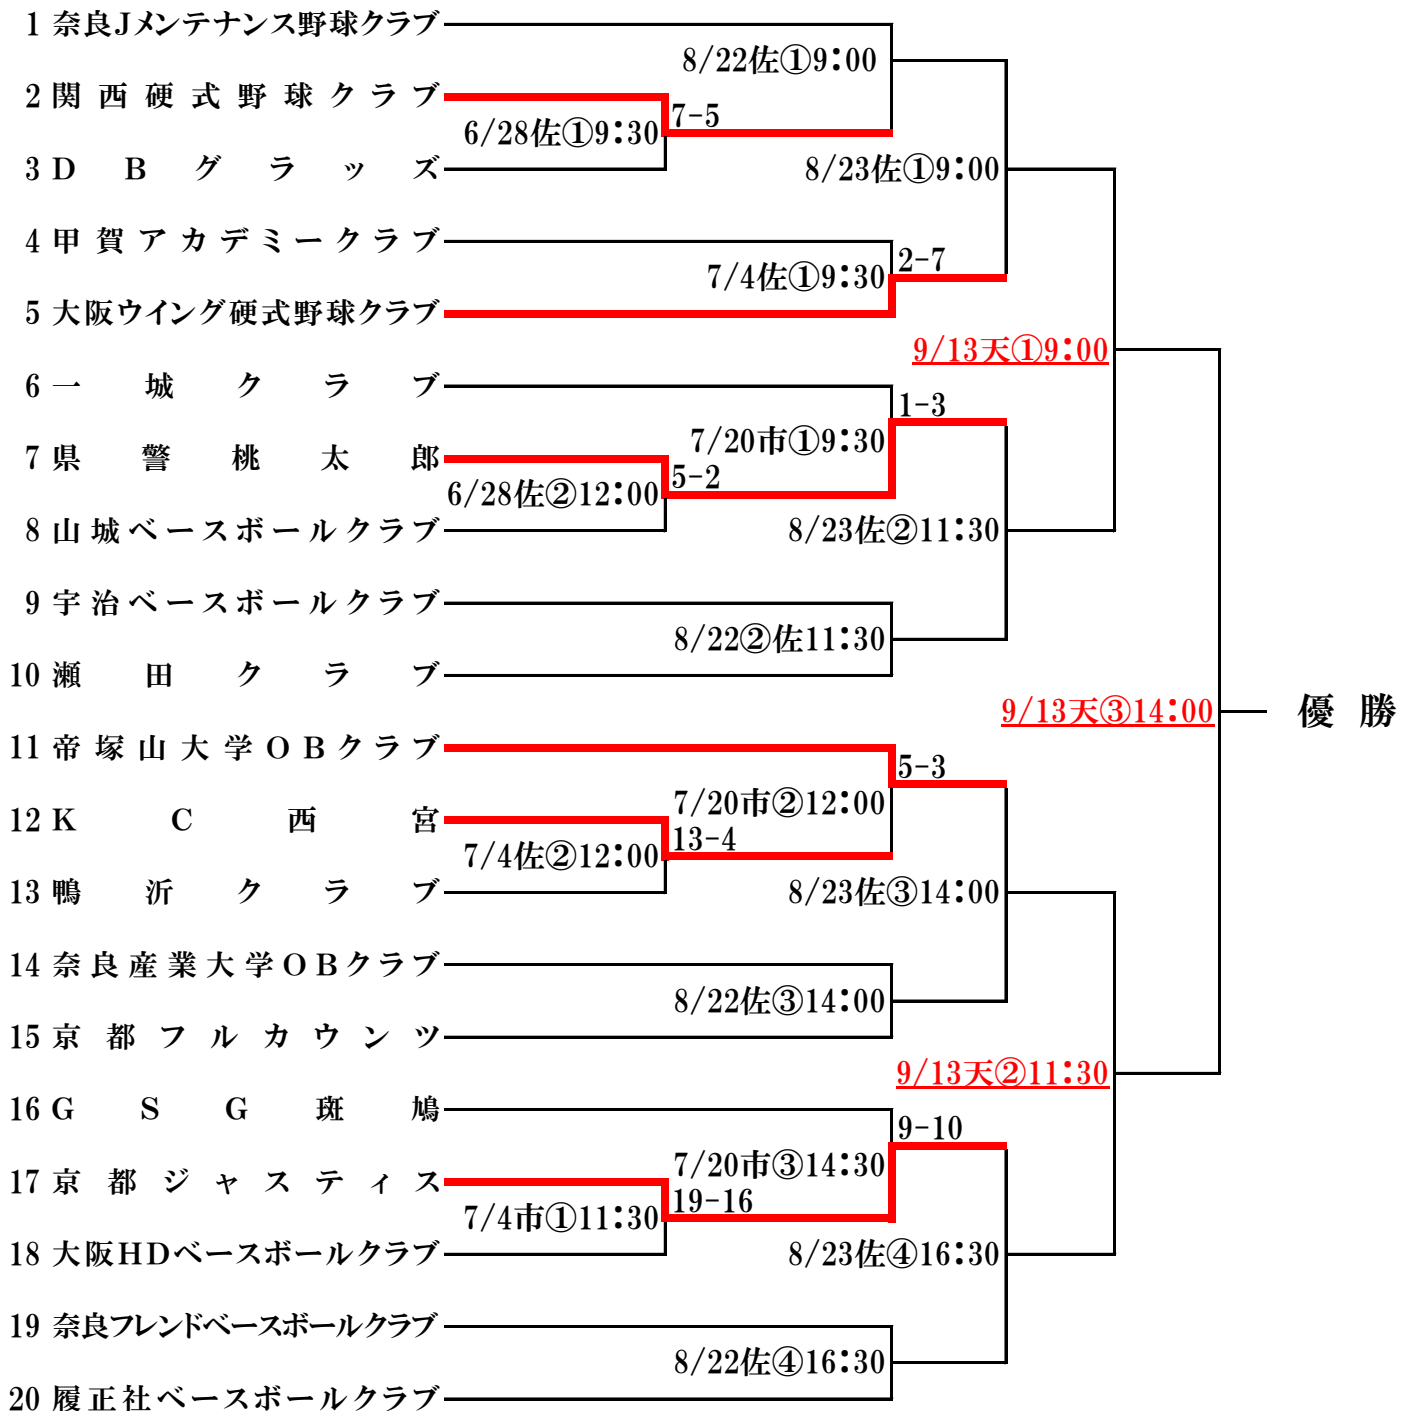 1 奈良Jメンテナンス野球クラブ
8/22佐①9:00
2 関西硬式野球クラブ
7-5
6/28佐①9:30
3 DBグラッズ
8/23佐①9:00
4 甲賀アカデミークラブ
2-7
7/4佐①9:30
5 大阪ウイング硬式野球クラブ
9/13天①9:00
6 一城クラブ
1-3
7/20市①9:30
7 県警桃太郎
5-2
6/28佐②12:00
8 山城ベースボールクラブ
8/23佐②11:30
9 宇治ベースボールクラブ
8/22②佐11:30
10 瀬田クラブ
9/13天③14:00
優勝
11 帝塚山大学OBクラブ
5-3
7/20市②12:00
12 KC西宮
13-4
7/4佐②12:00
13 鴨沂クラブ
8/23佐③14:00
14 奈良産業大学OBクラブ
8/22佐③14:00
15 京都フルカウンツ
9/13天②11:30
16 GSG斑鳩
9-10
7/20市③14:30
17 京都ジャスティス
19-16
7/4市①11:30
18 大阪HDベースボールクラブ
8/23佐④16:30
19 奈良フレンドベースボールクラブ
8/22佐④16:30
20 履正社ベースボールクラブ